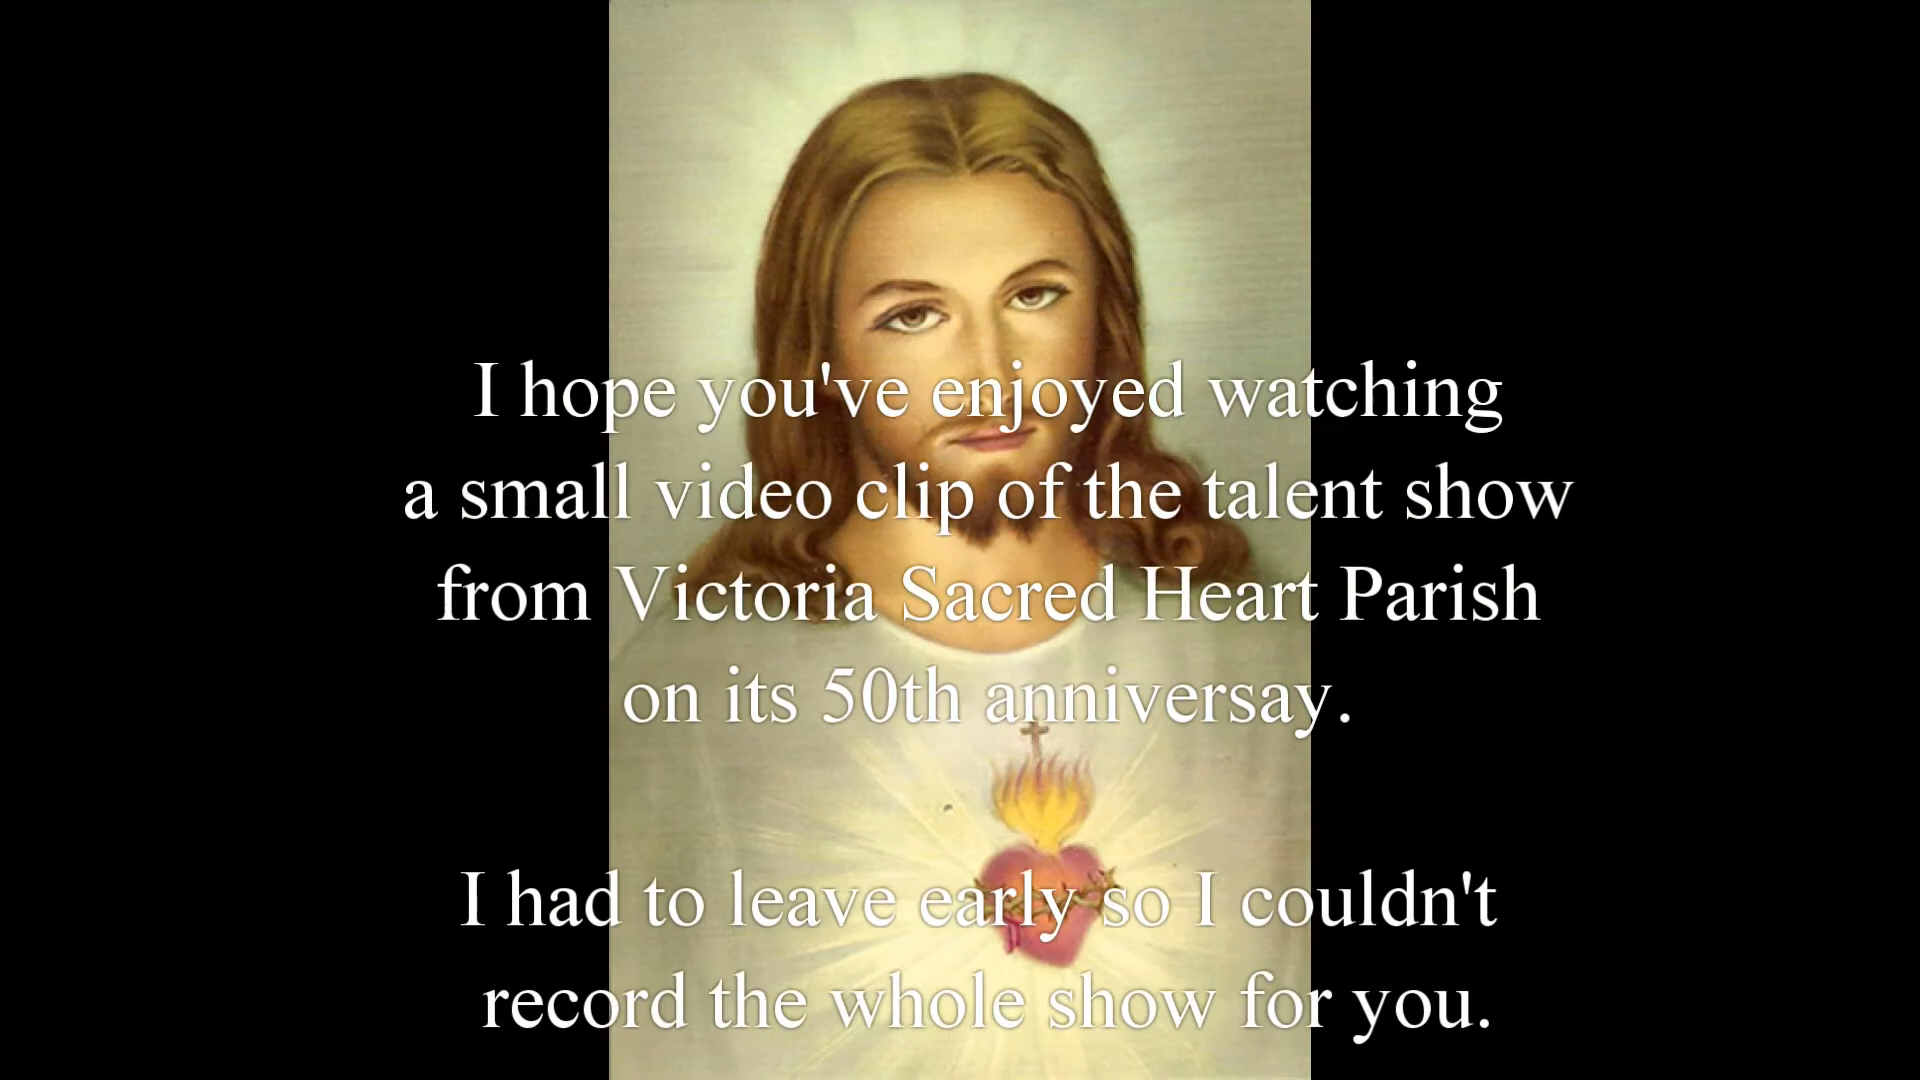 I hope you've enjoyed watching
a small video clip of the talent show
from Victoria Sacred Heart Parish
on its 50th anniversay.
I had to leave early so I couldn't
record the whole show for you.